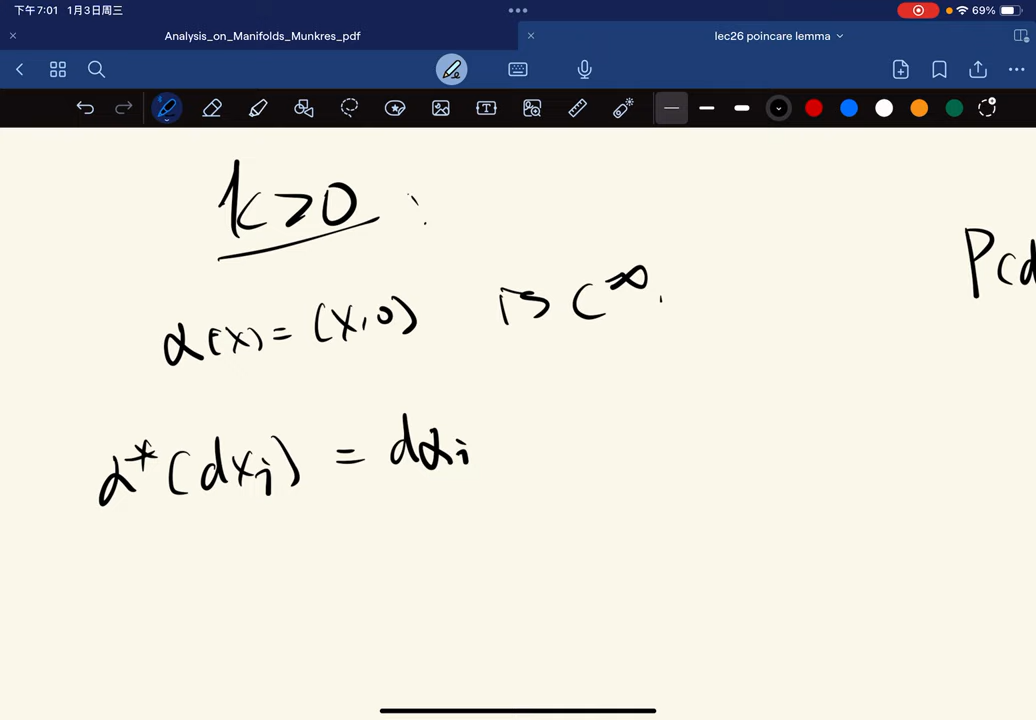 下午7:01 1月3日周三
69%
Analysis_on_Manifolds_Munkres_pdf
lec26 poincare lemma
k>0 :
α(x) = (x,0) is C^∞.
P(d
α*(dxi) = dαi